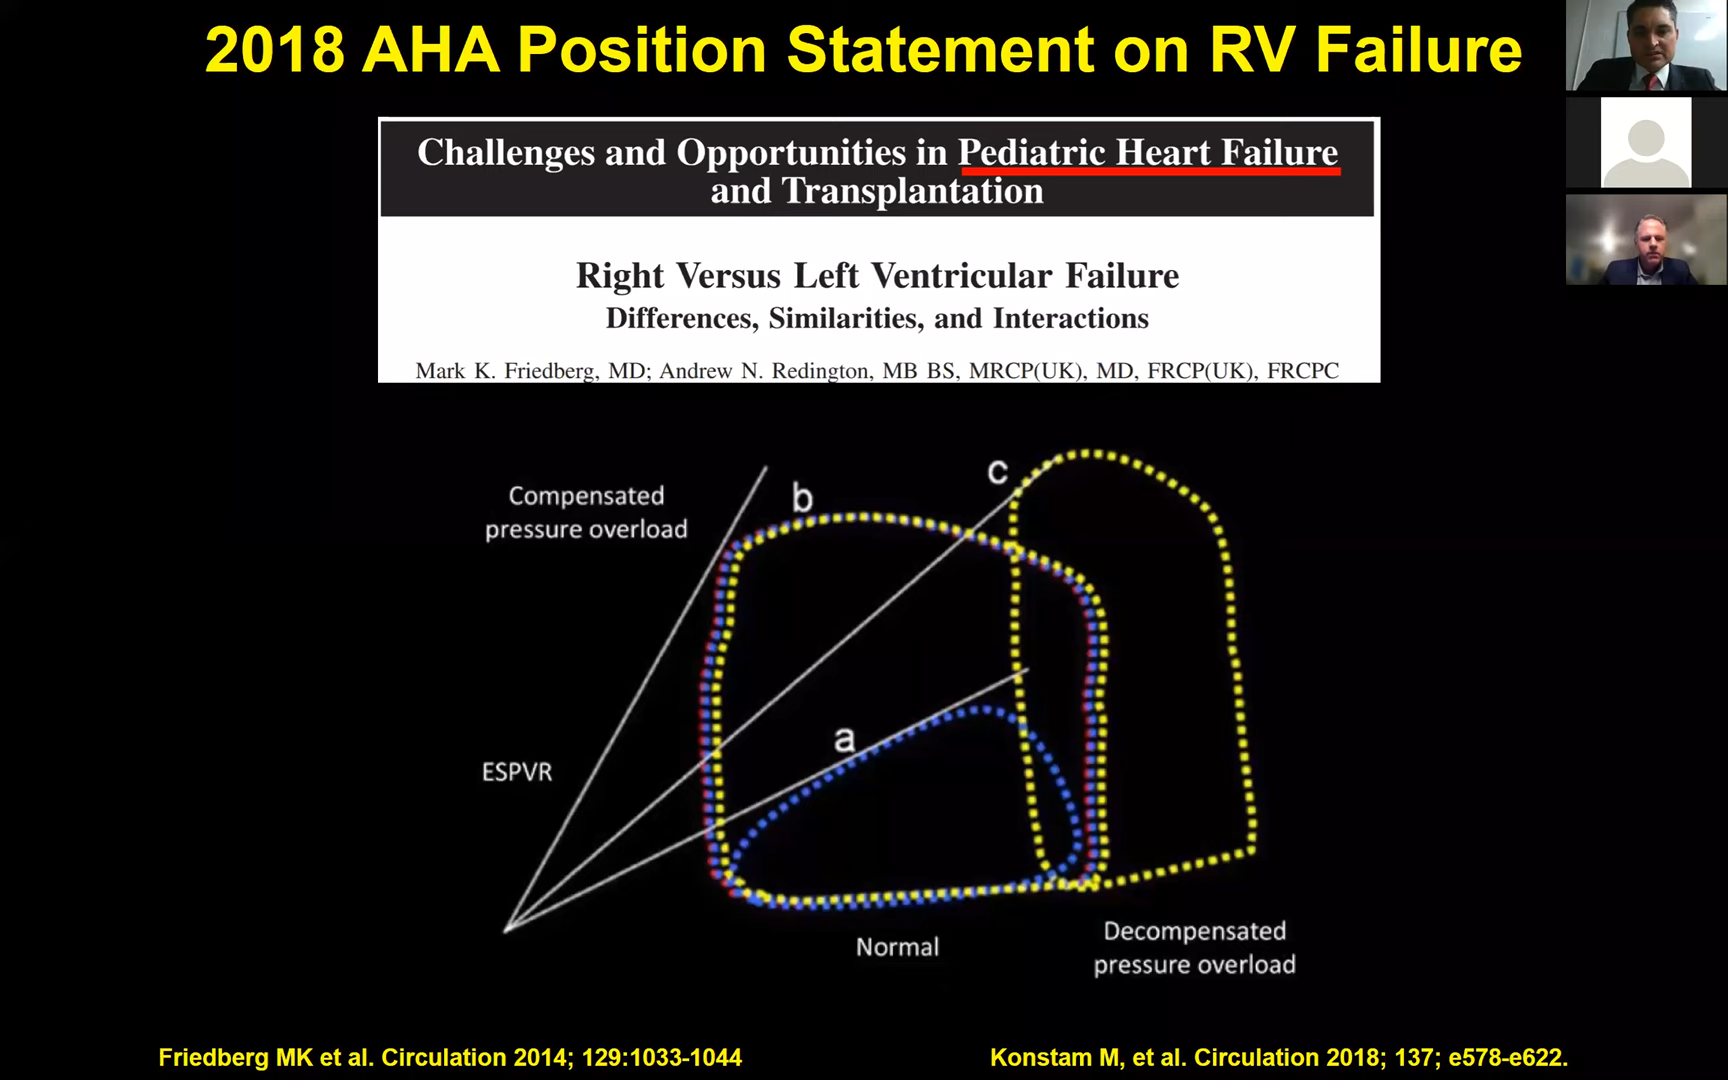 2018 AHA Position Statement on RV Failure
Challenges and Opportunities in Pediatric Heart Failure
and Transplantation
Right Versus Left Ventricular Failure
Differences, Similarities, and Interactions
Mark K. Friedberg, MD; Andrew N. Redington, MB BS, MRCP(UK), MD, FRCP(UK), FRCPC
Compensated
pressure overload
b
c
a
ESPVR
Normal
Decompensated
pressure overload
Friedberg MK et al. Circulation 2014; 129:1033-1044
Konstam M, et al. Circulation 2018; 137; e578-e622.